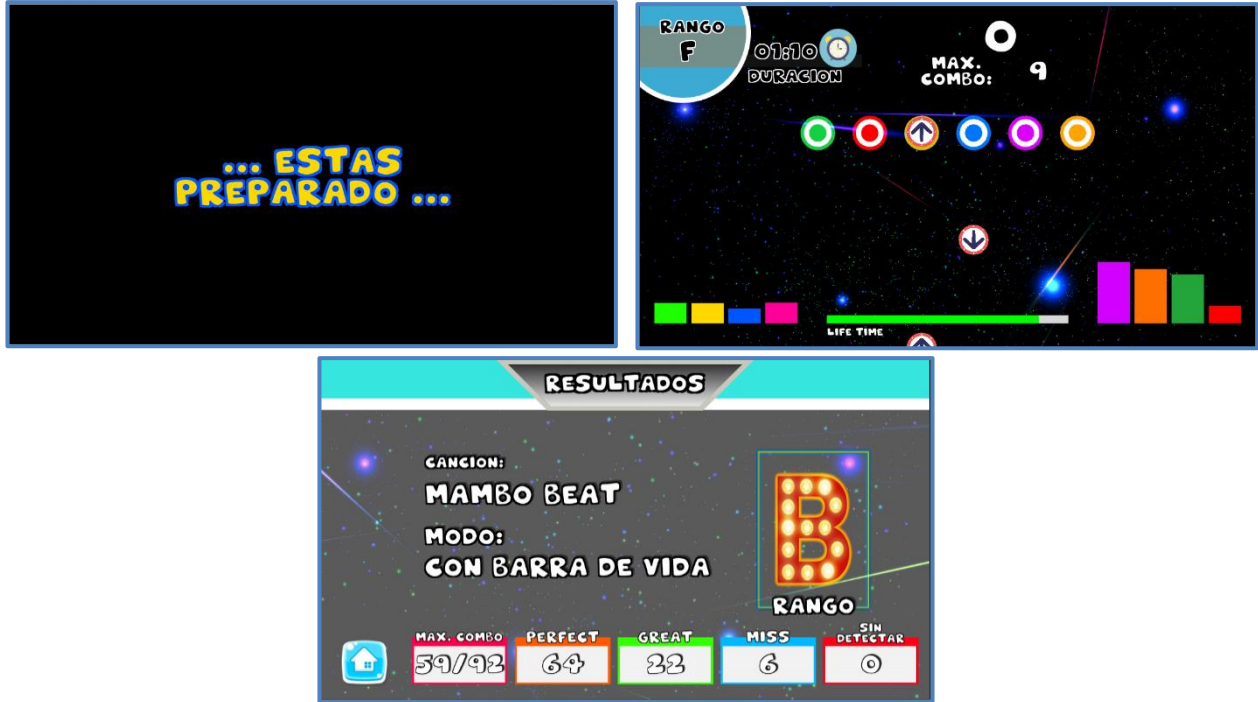 ... ESTAS
PREPARADO ...
RANGO
F
01:10
DURACION
0
MAX.
COMBO:
9
LIFE TIME
RESULTADOS
CANCION:
MAMBO BEAT
MODO:
CON BARRA DE VIDA
B
RANGO
MAX. COMBO
59/92
PERFECT
64
GREAT
22
MISS
6
SIN
DETECTAR
0